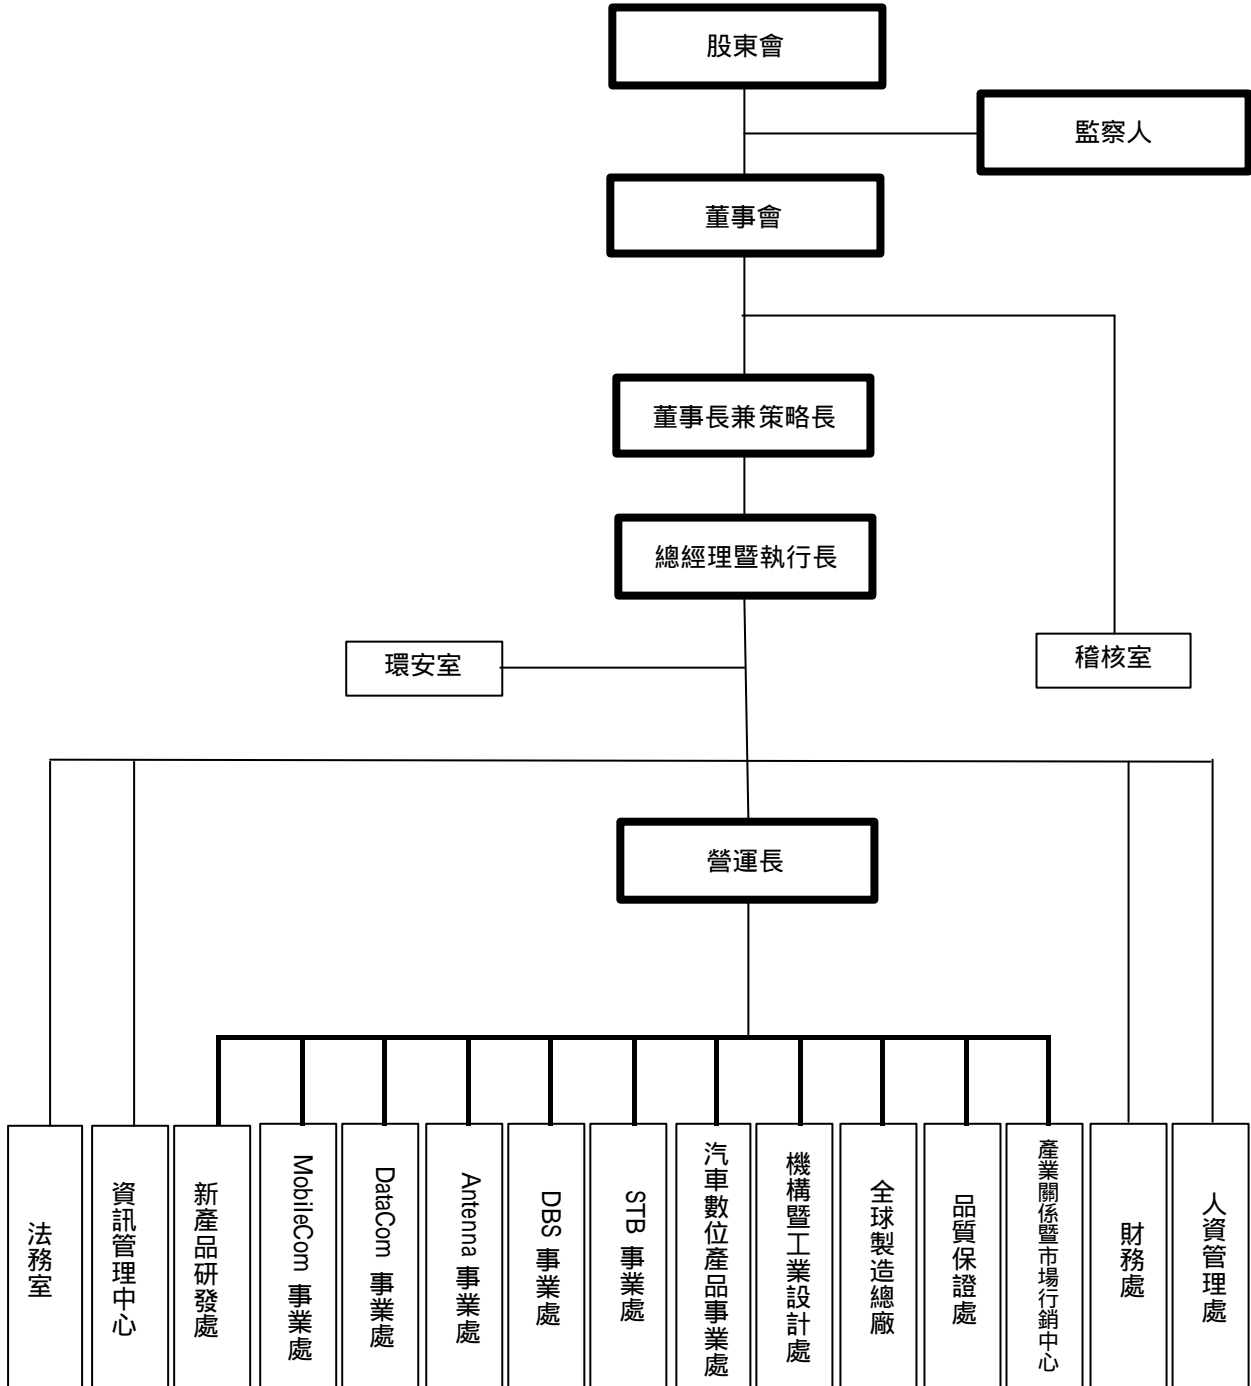 股東會
監察人
董事會
董事長兼策略長
總經理暨執行長
環安室
稽核室
營運長
法務室
資訊管理中心
新產品研發處
MobileCom 事業處
DataCom 事業處
Antenna 事業處
DBS 事業處
STB 事業處
汽車數位產品事業處
機構暨工業設計處
全球製造總廠
品質保證處
產業關係暨市場行銷中心
財務處
人資管理處